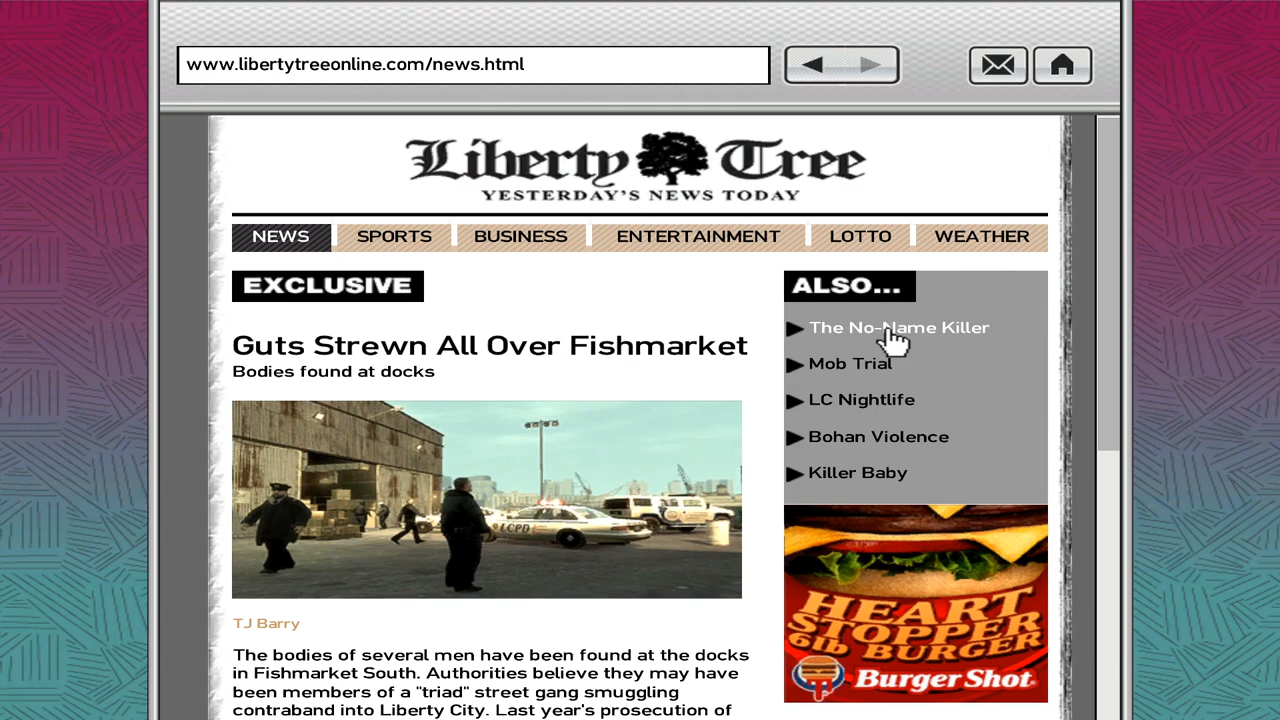 www.libertytreeonline.com/news.html
Liberty Tree
YESTERDAY'S NEWS TODAY
NEWS
SPORTS
BUSINESS
ENTERTAINMENT
LOTTO
WEATHER
EXCLUSIVE
Guts Strewn All Over Fishmarket
Bodies found at docks
LCPD
TJ Barry
The bodies of several men have been found at the docks
in Fishmarket South. Authorities believe they may have
been members of a "triad" street gang smuggling
contraband into Liberty City. Last year's prosecution of
ALSO...
The No-Name Killer
Mob Trial
LC Nightlife
Bohan Violence
Killer Baby
HEART
STOPPER
6lb BURGER
Burger Shot